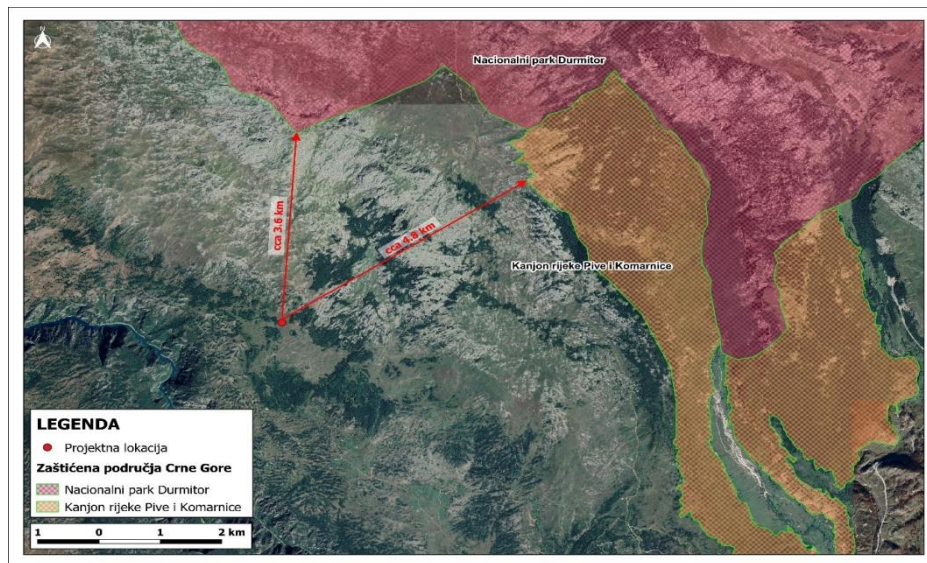 N
Nacionalni park Durmitor
cca 3.6 km
cca 4.8 km
Kanjon rijeke Pive i Komarnice
LEGENDA
Projektna lokacija
Zaštićena područja Crne Gore
Nacionalni park Durmitor
Kanjon rijeke Pive i Komarnice
1 0 1 2 km